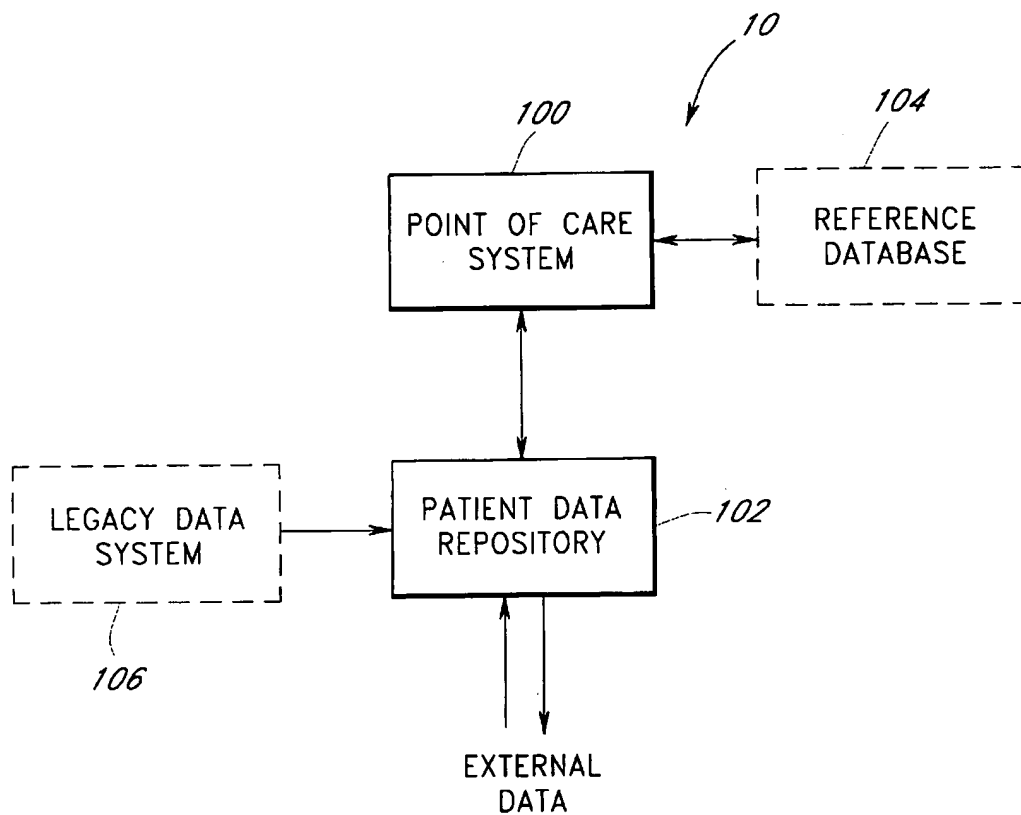 10
100
104
POINT OF CARE
SYSTEM
REFERENCE
DATABASE
LEGACY DATA
SYSTEM
PATIENT DATA
REPOSITORY
102
106
EXTERNAL
DATA